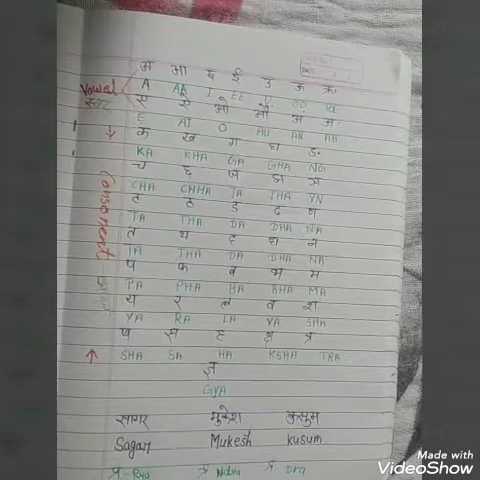 अ आ इ ई उ ऊ ऋ
Vowel A AA I EE U OO RE
स्वर ए ऐ ओ औ अं अः
E AI O AU AN AH
क ख ग घ ङ
KA KHA GA GHA NG
च छ ज झ ञ
CHA CHHA JA JHA YN
ट ठ ड ढ ण
TA THA DA DHA NA
त थ द ध न
TA THA DA DHA NA
प फ ब भ म
PA PHA BA BHA MA
य र ल व श
YA RA LA VA SHA
ष स ह क्ष त्र
SHA SA HA KSHA TRA
ज्ञ
GYA
Consonent
सागर मुकेश कुसुम
Sagar Mukesh Kusum
Made with
VideoShow